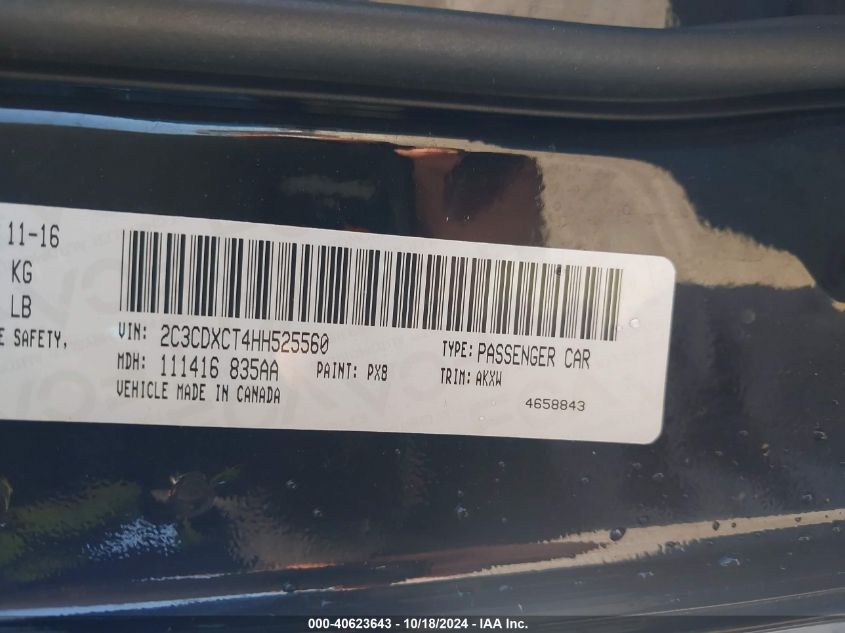 11-16
KG
LB
E SAFETY,
VIN: 2C3CDXCT4HH525560
TYPE: PASSENGER CAR
MDH: 111416 835AA
PAINT: PX8
TRIM: AKXW
VEHICLE MADE IN CANADA
4658843
000-40623643 - 10/18/2024 - IAA Inc.